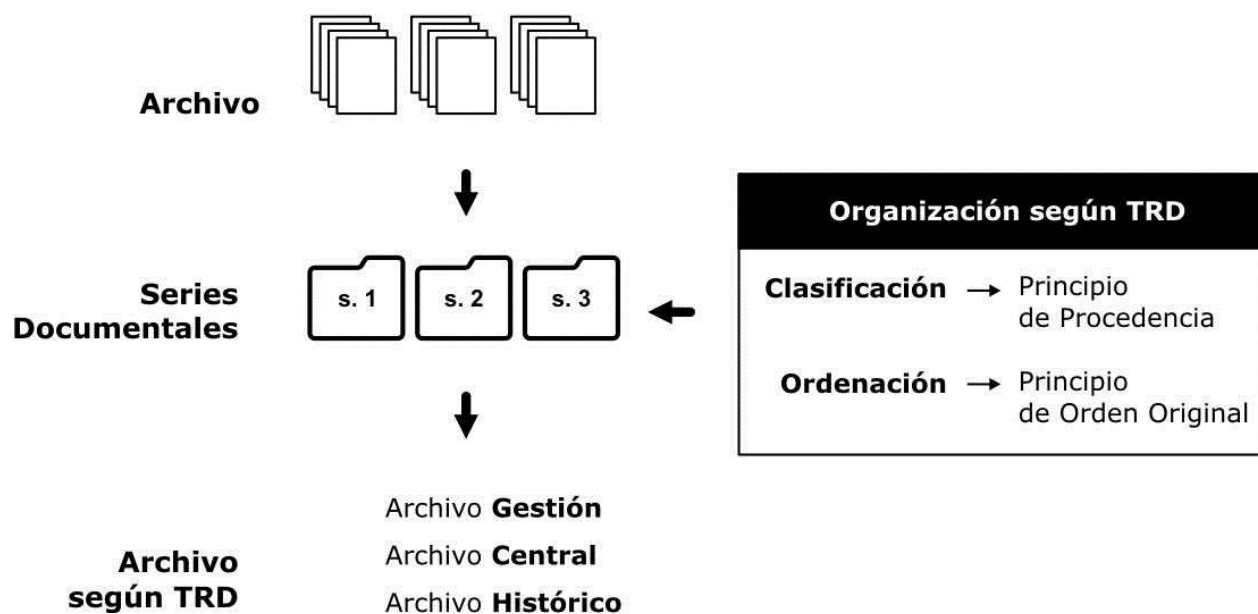 Archivo
Series
Documentales
s. 1
s. 2
s. 3
Organización según TRD
Clasificación → Principio
de Procedencia
Ordenación → Principio
de Orden Original
Archivo
según TRD
Archivo Gestión
Archivo Central
Archivo Histórico